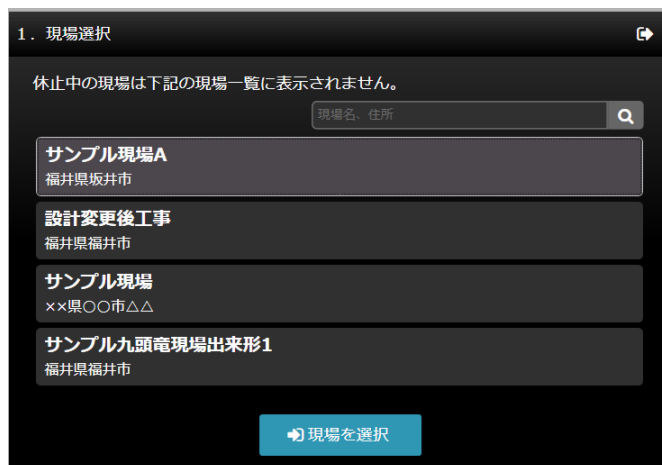 1. 現場選択
休止中の現場は下記の現場一覧に表示されません。
現場名、住所
サンプル現場A
福井県坂井市
設計変更後工事
福井県福井市
サンプル現場
××県○○市△△
サンプル九頭竜現場出来形1
福井県福井市
現場を選択